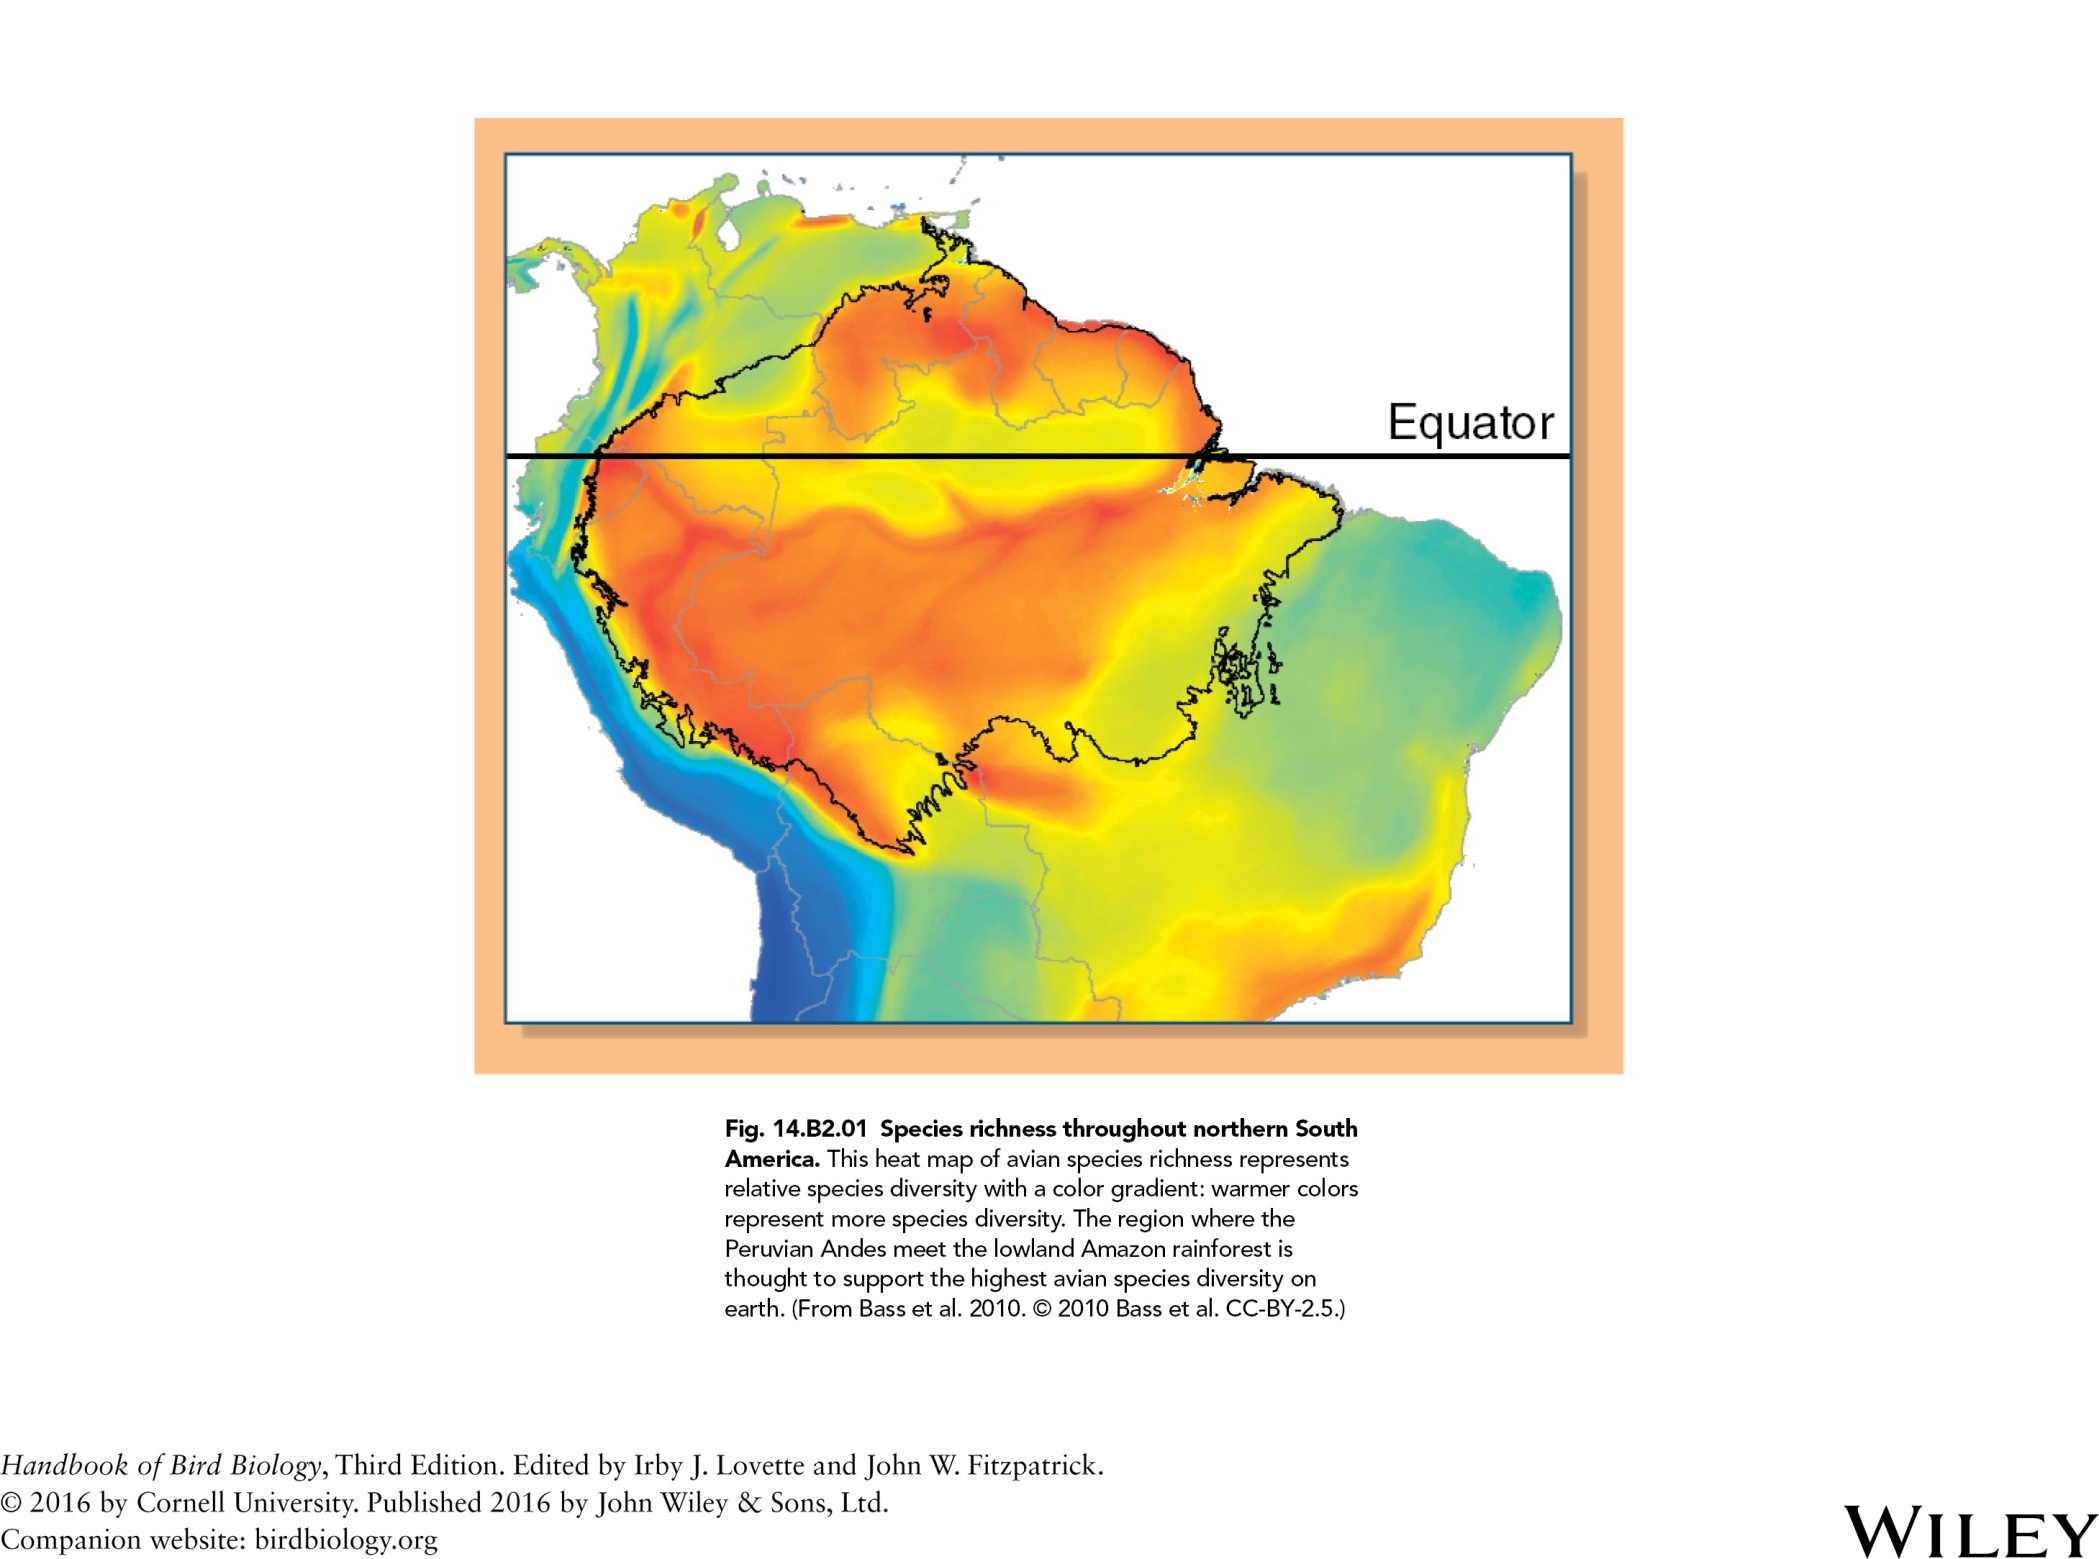 Equator
Fig. 14.B2.01 Species richness throughout northern South
America. This heat map of avian species richness represents
relative species diversity with a color gradient: warmer colors
represent more species diversity. The region where the
Peruvian Andes meet the lowland Amazon rainforest is
thought to support the highest avian species diversity on
earth. (From Bass et al. 2010. © 2010 Bass et al. CC-BY-2.5.)
Handbook of Bird Biology, Third Edition. Edited by Irby J. Lovette and John W. Fitzpatrick.
© 2016 by Cornell University. Published 2016 by John Wiley & Sons, Ltd.
Companion website: birdbiology.org
WILEY